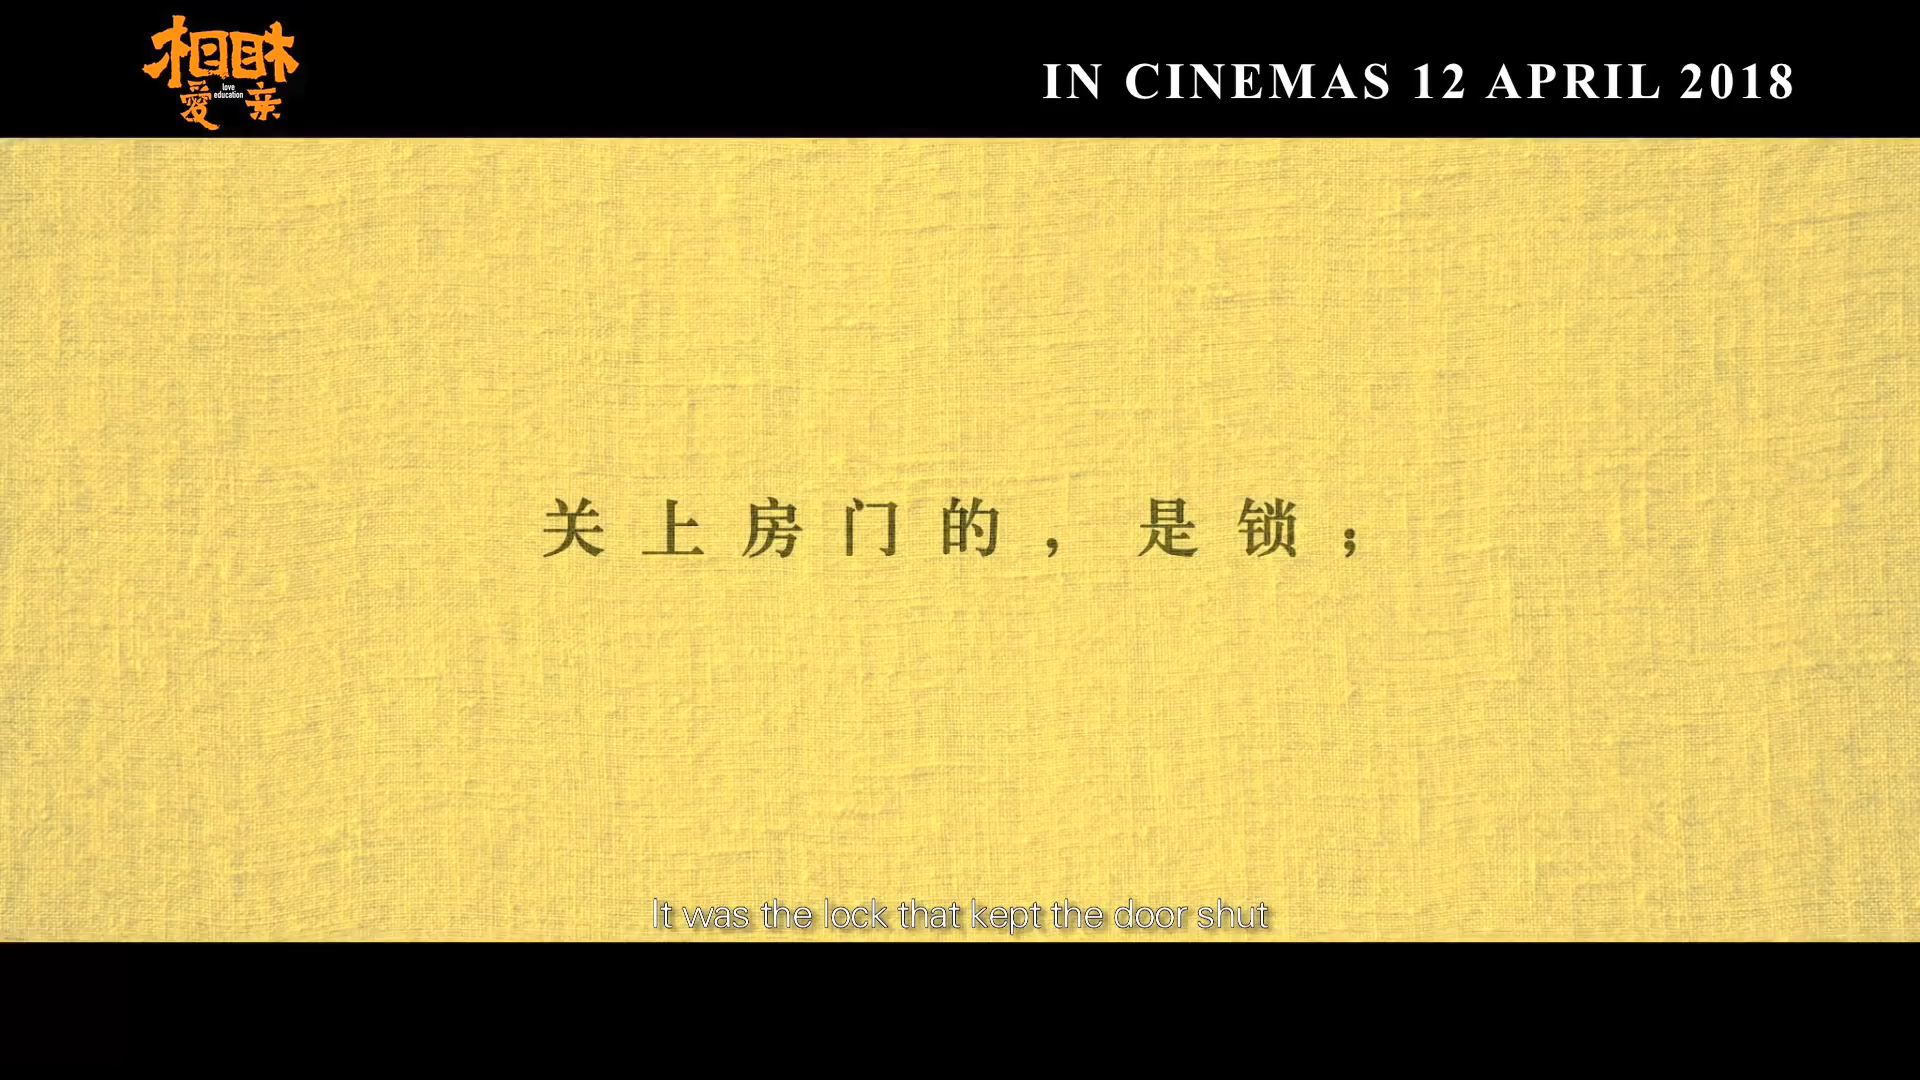 相相
愛 love education 亲
IN CINEMAS 12 APRIL 2018
关上房门的，是锁；
It was the lock that kept the door shut